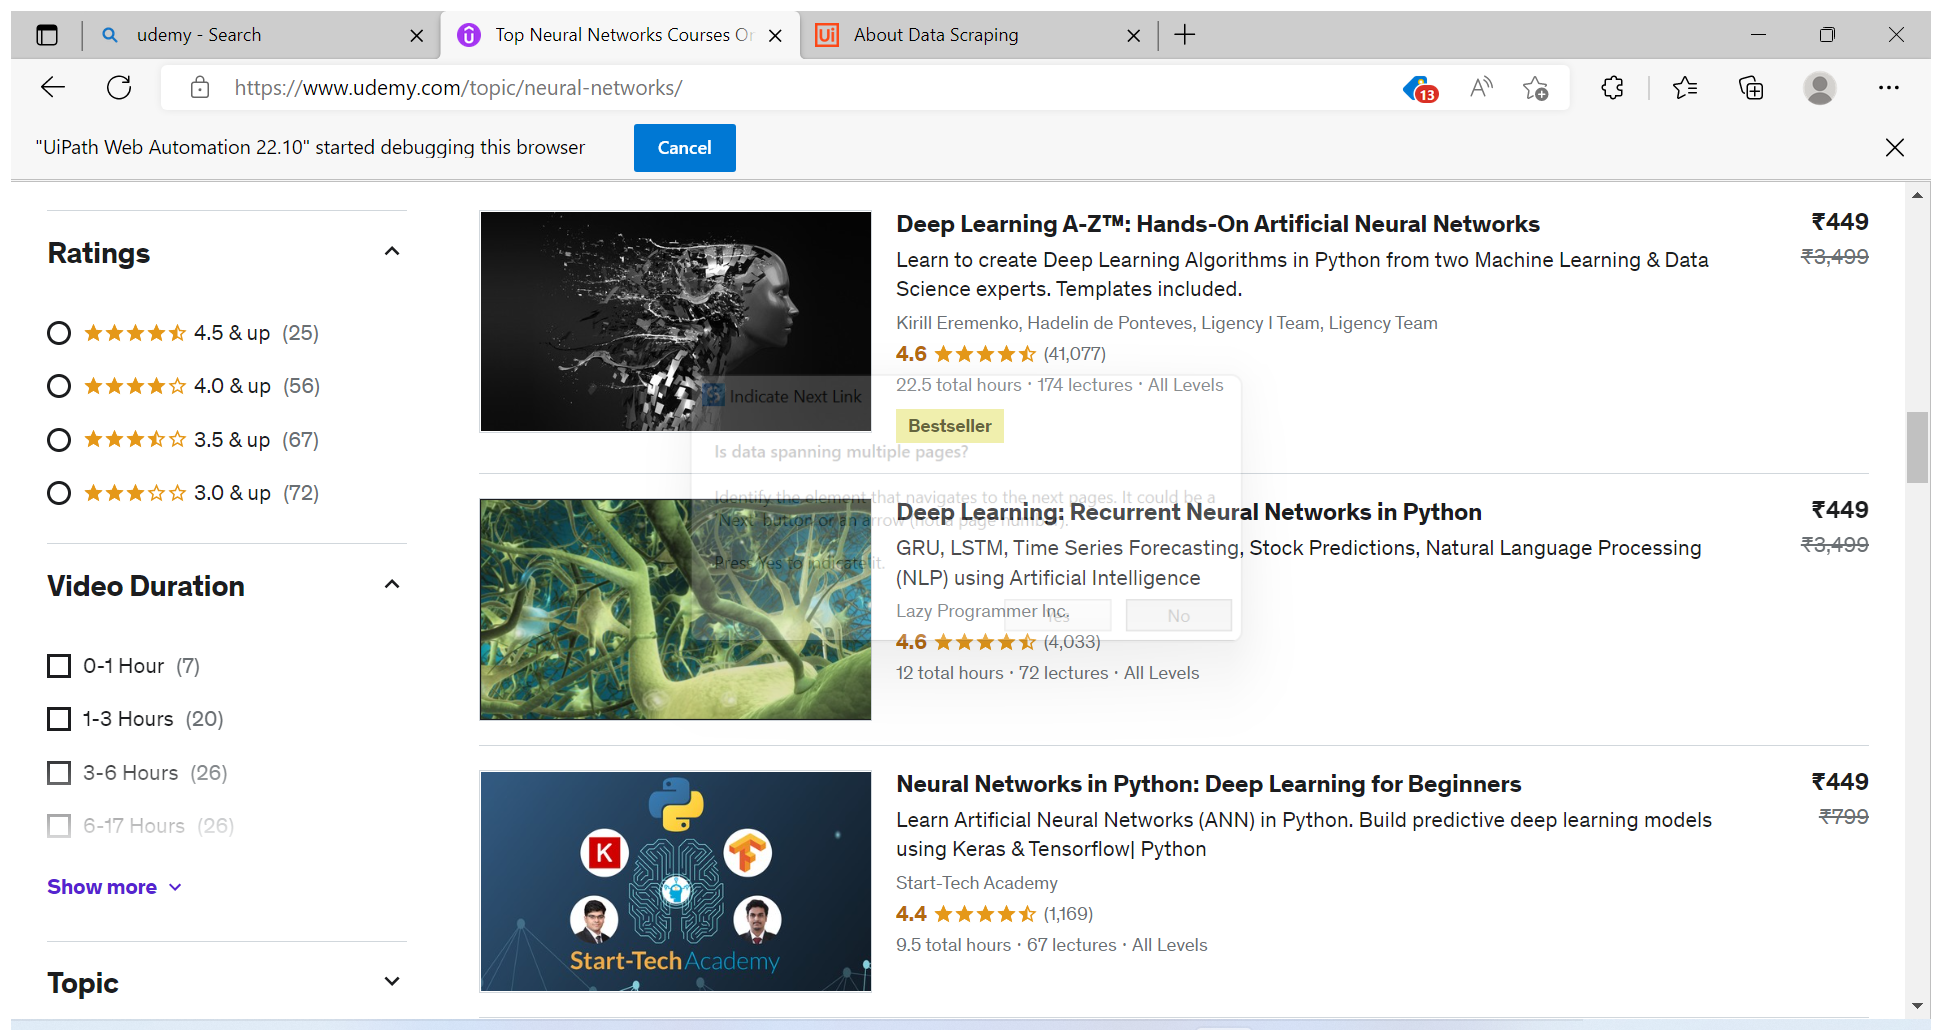 udemy - Search
Top Neural Networks Courses Or
About Data Scraping
https://www.udemy.com/topic/neural-networks/
13
"UiPath Web Automation 22.10" started debugging this browser
Cancel
Ratings
4.5 & up (25)
4.0 & up (56)
3.5 & up (67)
3.0 & up (72)
Video Duration
0-1 Hour (7)
1-3 Hours (20)
3-6 Hours (26)
6-17 Hours (26)
Show more
Topic
Deep Learning A-Z™: Hands-On Artificial Neural Networks
₹449
Learn to create Deep Learning Algorithms in Python from two Machine Learning & Data
₹3,499
Science experts. Templates included.
Kirill Eremenko, Hadelin de Ponteves, Ligency I Team, Ligency Team
4.6 (41,077)
22.5 total hours · 174 lectures · All Levels
Bestseller
Indicate Next Link
Is data spanning multiple pages?
Identify the element that navigates to the next pages. It could be a
'Next' button or an arrow (not a page number).
Press Yes to indicate it.
Yes
No
Deep Learning: Recurrent Neural Networks in Python
₹449
GRU, LSTM, Time Series Forecasting, Stock Predictions, Natural Language Processing
₹3,499
(NLP) using Artificial Intelligence
Lazy Programmer Inc.
4.6 (4,033)
12 total hours · 72 lectures · All Levels
Neural Networks in Python: Deep Learning for Beginners
₹449
Learn Artificial Neural Networks (ANN) in Python. Build predictive deep learning models
₹799
using Keras & Tensorflow| Python
Start-Tech Academy
4.4 (1,169)
9.5 total hours · 67 lectures · All Levels
K
Start-Tech Academy
Ui